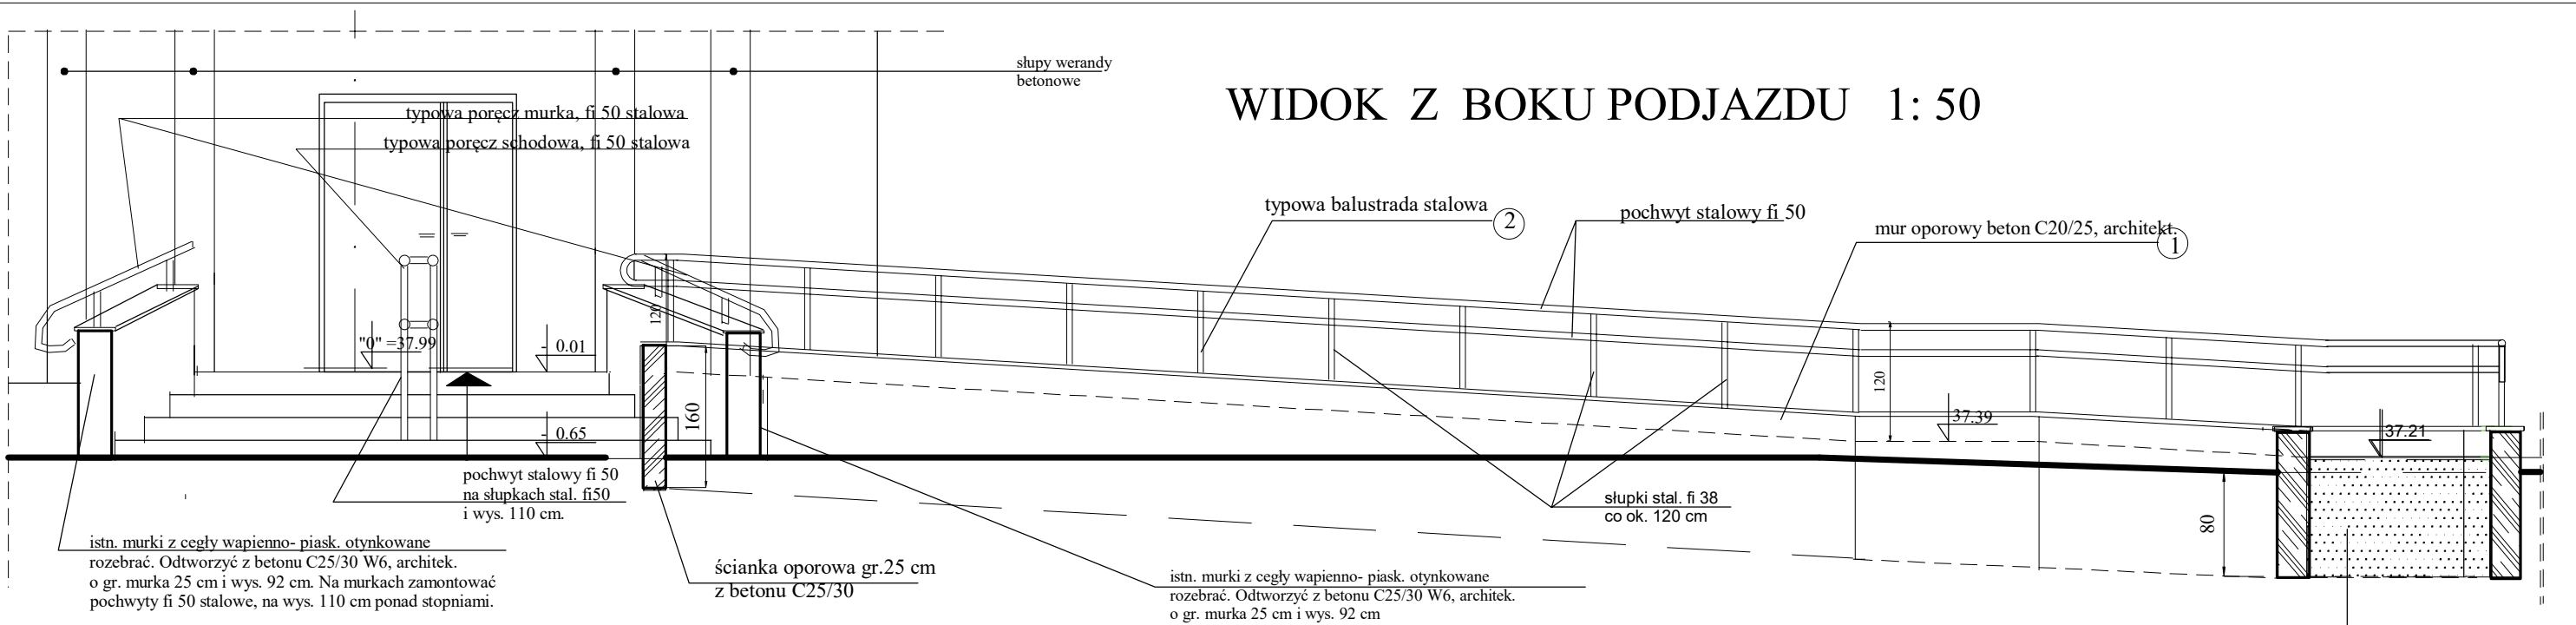 słupy werandy
betonowe
WIDOK Z BOKU PODJAZDU 1: 50
typowa poręcz murka, fi 50 stalowa
typowa poręcz schodowa, fi 50 stalowa
typowa balustrada stalowa
2
pochwyt stalowy fi 50
mur oporowy beton C20/25, architekt.
1
120
"0" =37.99
- 0.01
- 0.65
160
120
37.39
37.21
80
pochwyt stalowy fi 50
na słupkach stal. fi50
i wys. 110 cm.
słupki stal. fi 38
co ok. 120 cm
istn. murki z cegły wapienno- piask. otynkowane
rozebrać. Odtworzyć z betonu C25/30 W6, architek.
o gr. murka 25 cm i wys. 92 cm. Na murkach zamontować
pochwyty fi 50 stalowe, na wys. 110 cm ponad stopniami.
ścianka oporowa gr.25 cm
z betonu C25/30
istn. murki z cegły wapienno- piask. otynkowane
rozebrać. Odtworzyć z betonu C25/30 W6, architek.
o gr. murka 25 cm i wys. 92 cm